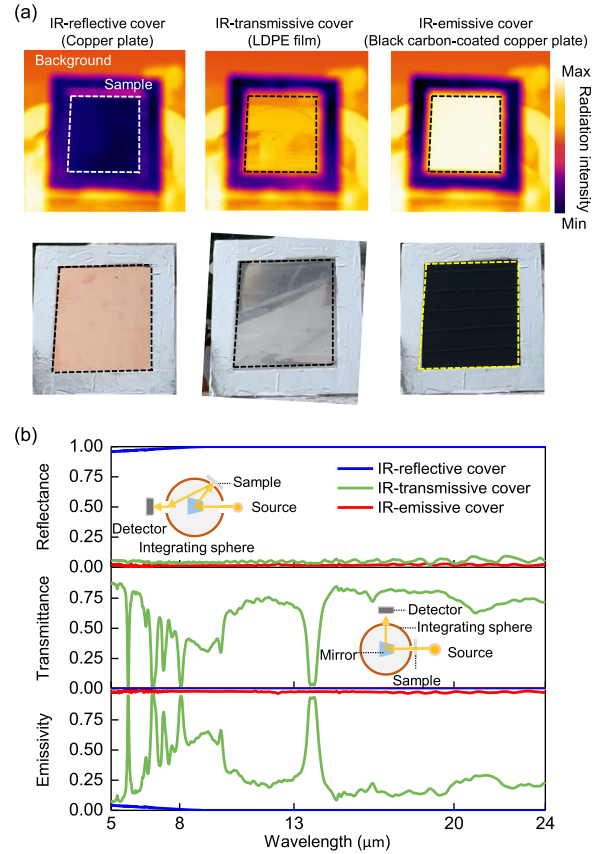 (a)
IR-reflective cover
(Copper plate)
IR-transmissive cover
(LDPE film)
IR-emissive cover
(Black carbon-coated copper plate)
Background
Sample
Max
Radiation intensity
Min
(b)
1.00
0.75
0.50
0.25
0.00
Reflectance
Sample
Source
Detector
Integrating sphere
IR-reflective cover
IR-transmissive cover
IR-emissive cover
0.75
0.50
0.25
0.00
Transmittance
Detector
Integrating sphere
Mirror
Source
Sample
0.75
0.50
0.25
0.00
Emissivity
5 8 13 20 24
Wavelength (μm)